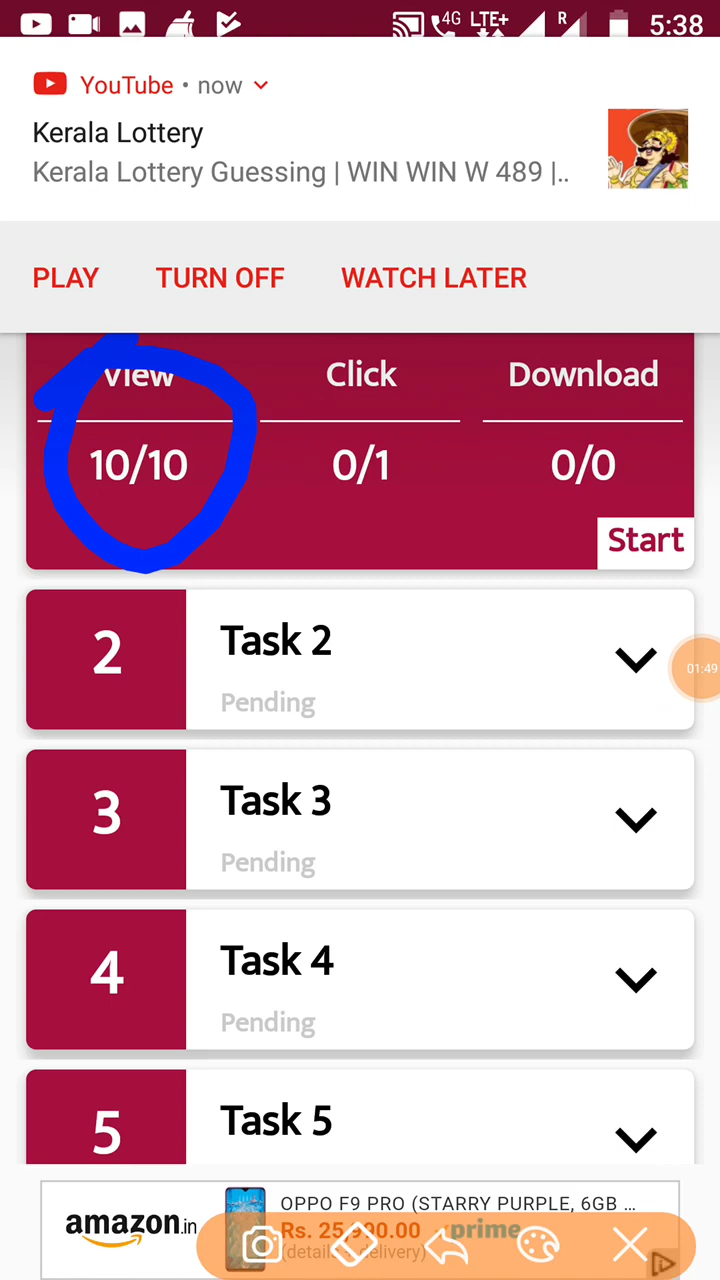 4G LTE+ R 5:38
YouTube • now
Kerala Lottery
Kerala Lottery Guessing | WIN WIN W 489 |..
PLAY TURN OFF WATCH LATER
View Click Download
10/10 0/1 0/0
Start
2 Task 2
Pending
01:49
3 Task 3
Pending
4 Task 4
Pending
5 Task 5
amazon.in
OPPO F9 PRO (STARRY PURPLE, 6GB ...
Rs. 25,990.00 prime
delivery)